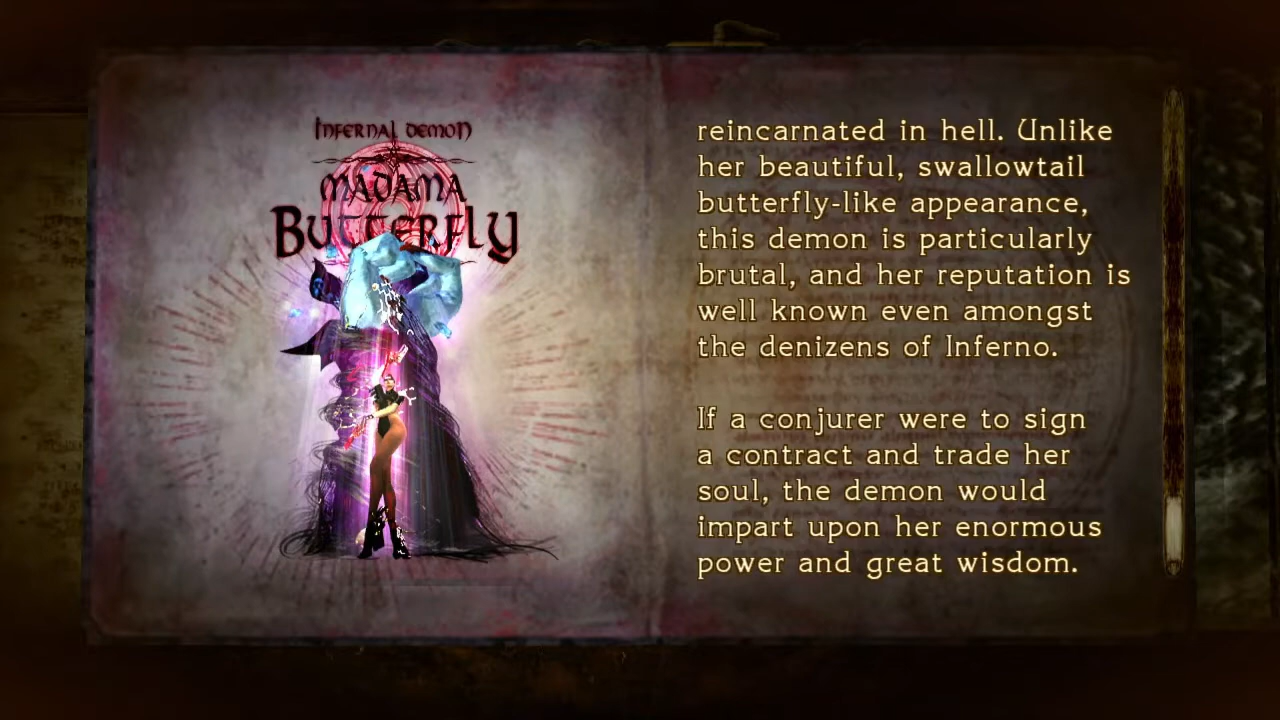 INFERNAL DEMON
MADAMA
BUTTERFLY
reincarnated in hell. Unlike
her beautiful, swallowtail
butterfly-like appearance,
this demon is particularly
brutal, and her reputation is
well known even amongst
the denizens of Inferno.
If a conjurer were to sign
a contract and trade her
soul, the demon would
impart upon her enormous
power and great wisdom.